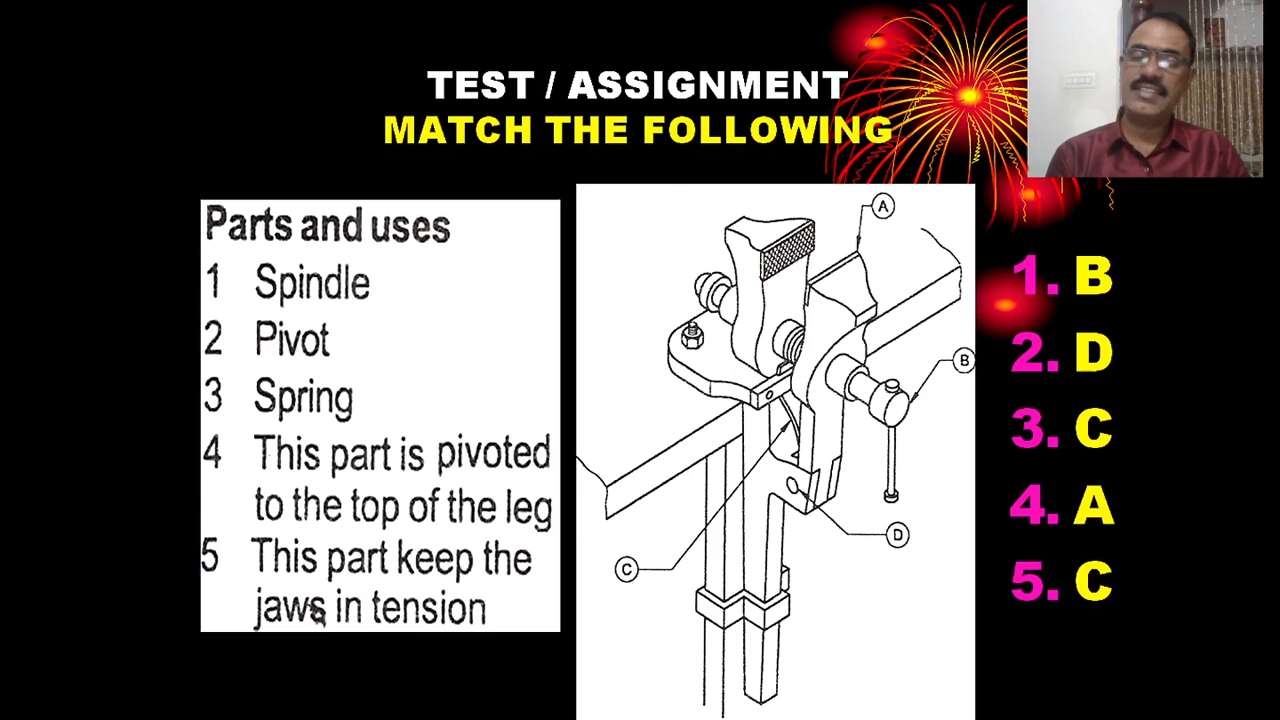 TEST / ASSIGNMENT
MATCH THE FOLLOWING
Parts and uses
1 Spindle
2 Pivot
3 Spring
4 This part is pivoted
to the top of the leg
5 This part keep the
jaws in tension
A
B
C
D
1. B
2. D
3. C
4. A
5. C